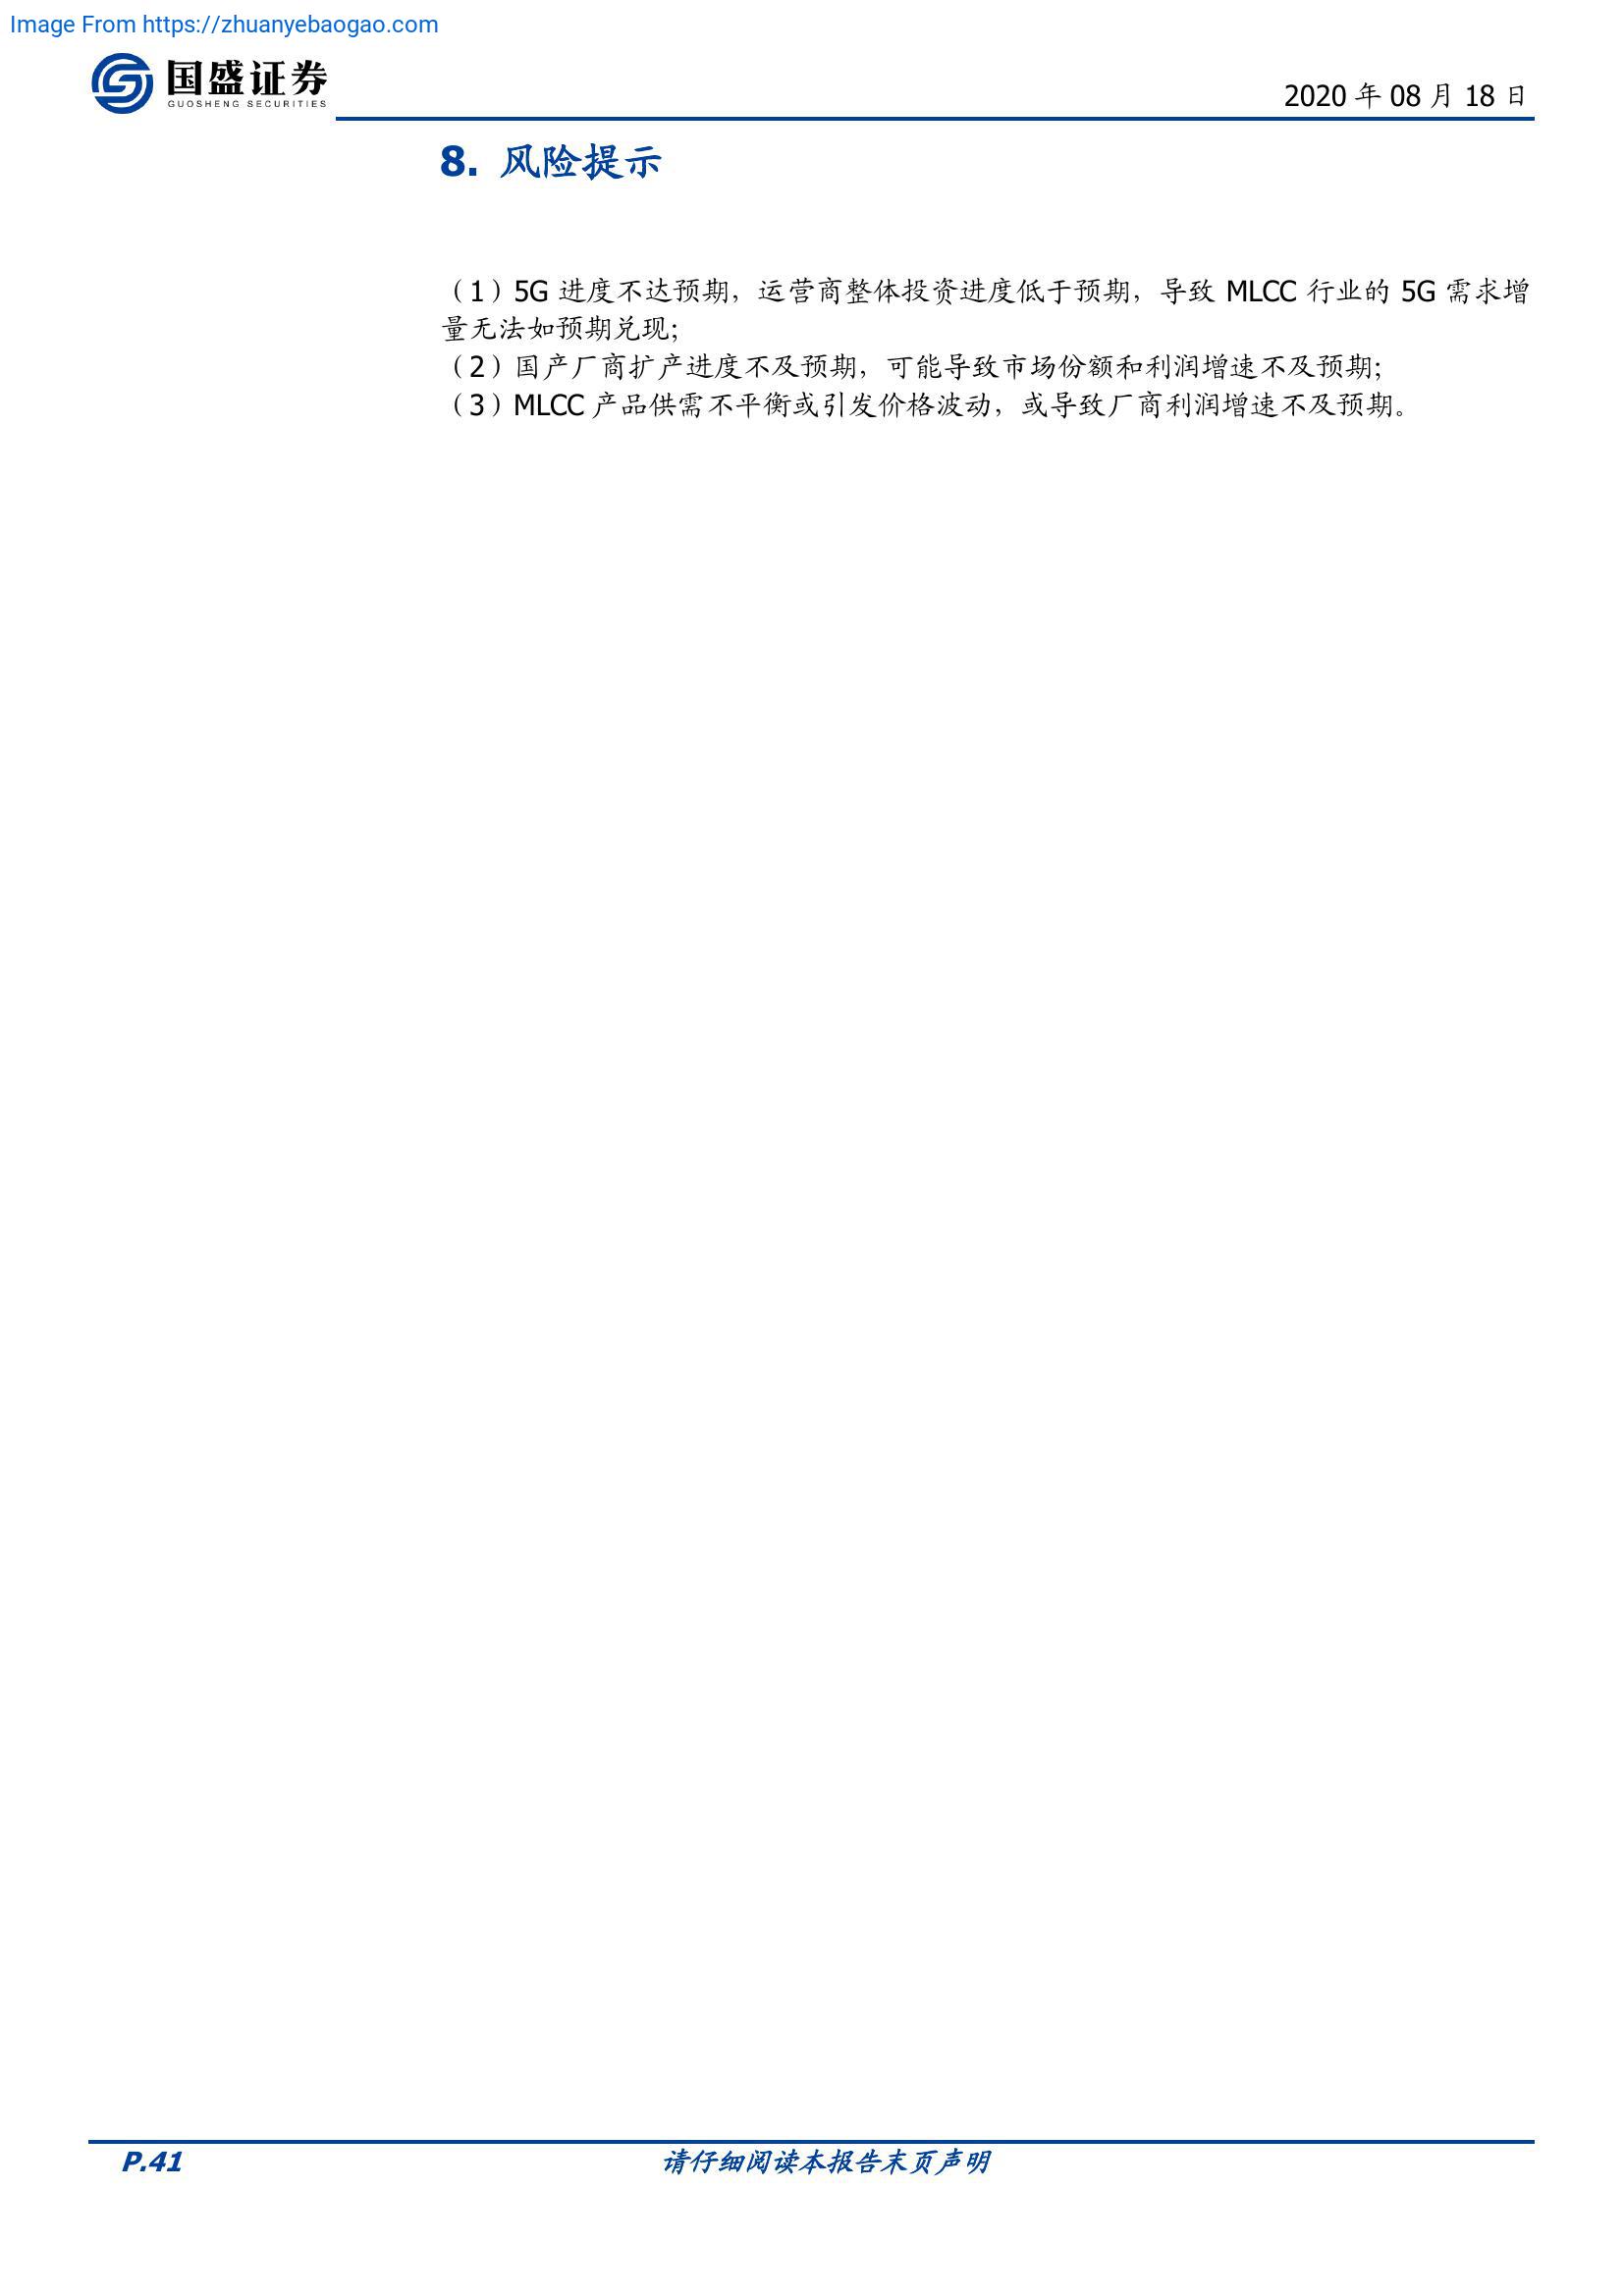 Image From https://zhuanyebaogao.com
国盛证券
GUOSHENG SECURITIES
2020 年 08 月 18 日
8. 风险提示
（1）5G 进度不达预期，运营商整体投资进度低于预期，导致 MLCC 行业的 5G 需求增
量无法如预期兑现；
（2）国产厂商扩产进度不及预期，可能导致市场份额和利润增速不及预期；
（3）MLCC 产品供需不平衡或引发价格波动，或导致厂商利润增速不及预期。
P.41
请仔细阅读本报告末页声明